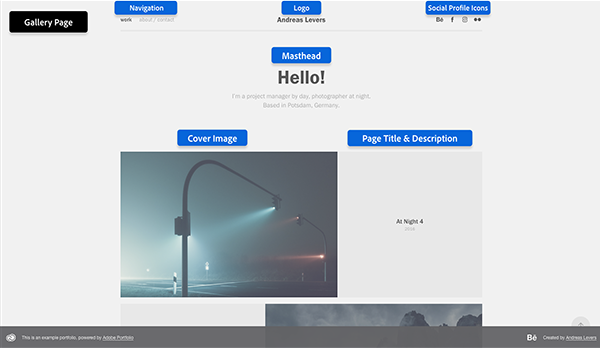 Gallery Page
Navigation
Logo
Social Profile Icons
work about / contact
Andreas Levers
Bē
Masthead
Hello!
I'm a project manager by day, photographer at night.
Based in Potsdam, Germany.
Cover Image
Page Title & Description
At Night 4
2016
This is an example portfolio, powered by Adobe Portfolio
Bē
Created by Andreas Levers